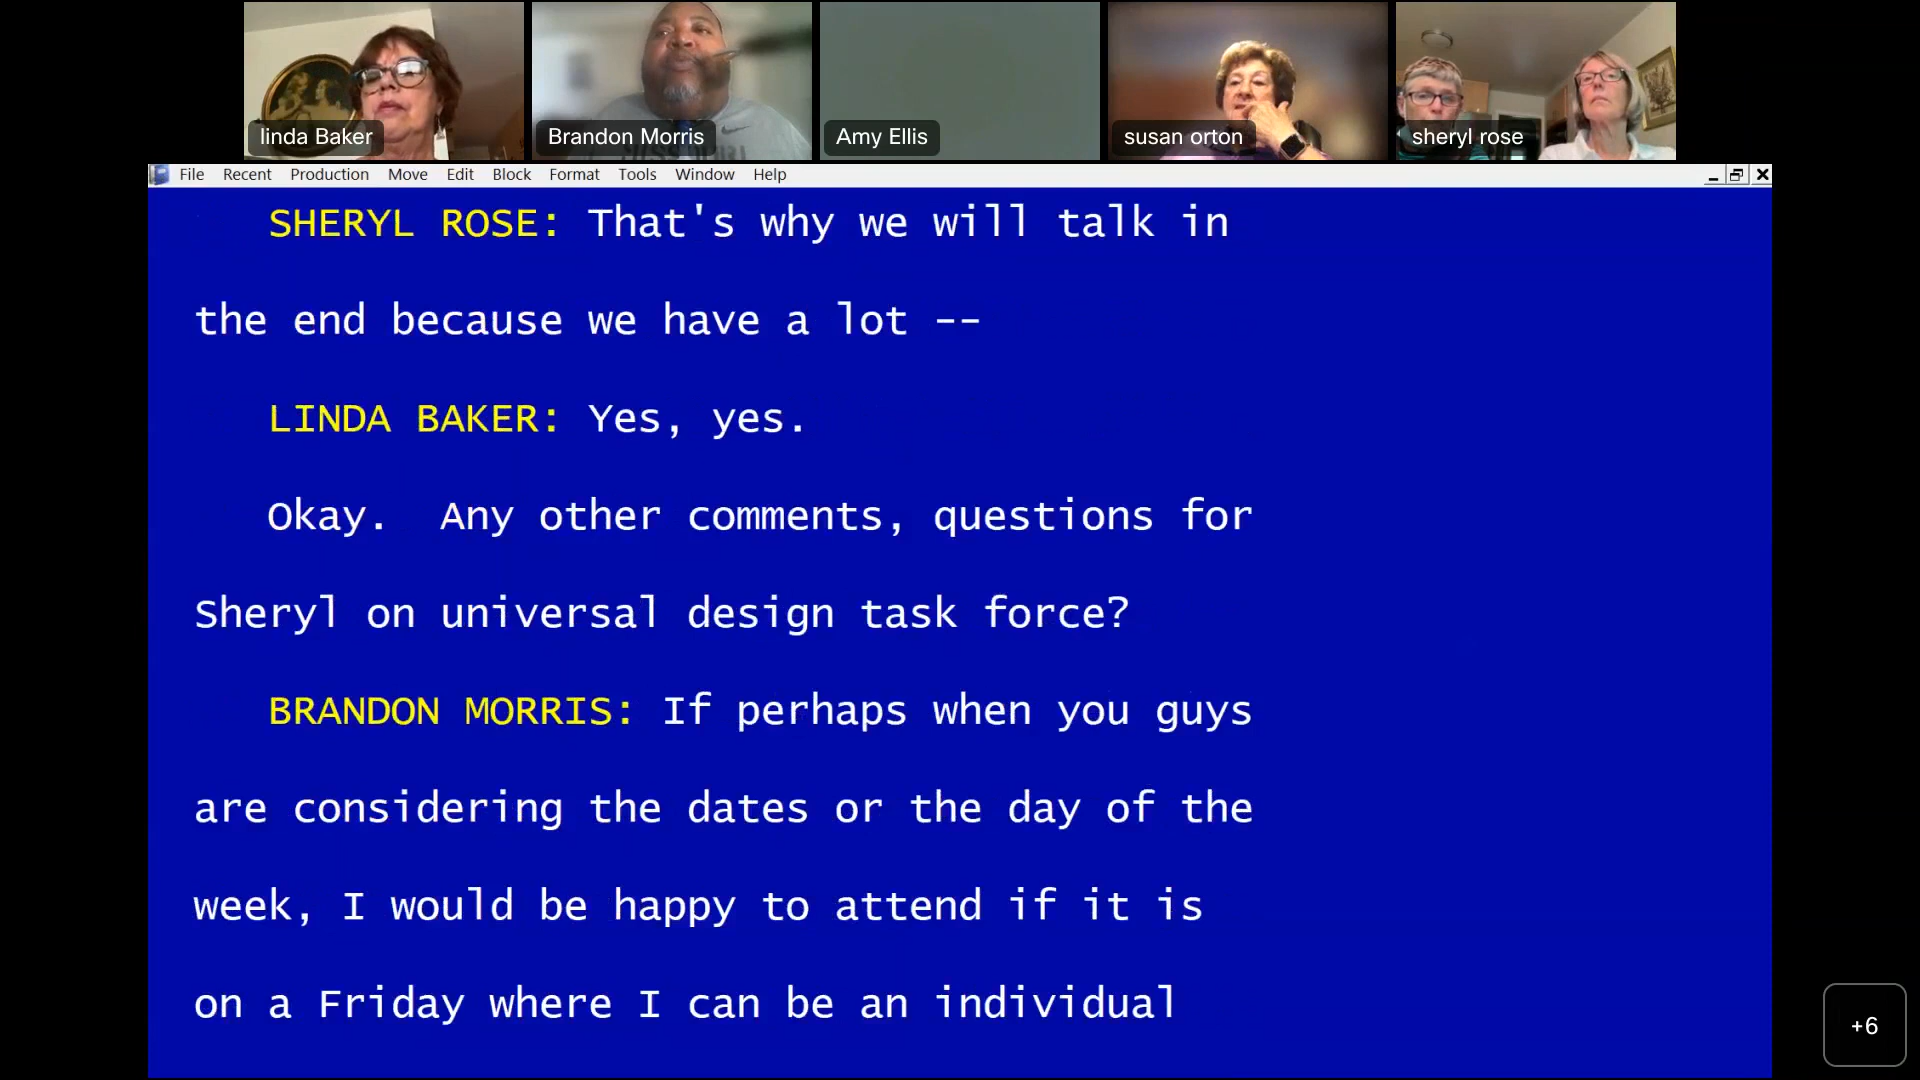 linda Baker
Brandon Morris
Amy Ellis
susan orton
sheryl rose
File Recent Production Move Edit Block Format Tools Window Help
SHERYL ROSE: That's why we will talk in
the end because we have a lot --
LINDA BAKER: Yes, yes.
Okay. Any other comments, questions for
Sheryl on universal design task force?
BRANDON MORRIS: If perhaps when you guys
are considering the dates or the day of the
week, I would be happy to attend if it is
on a Friday where I can be an individual
+6